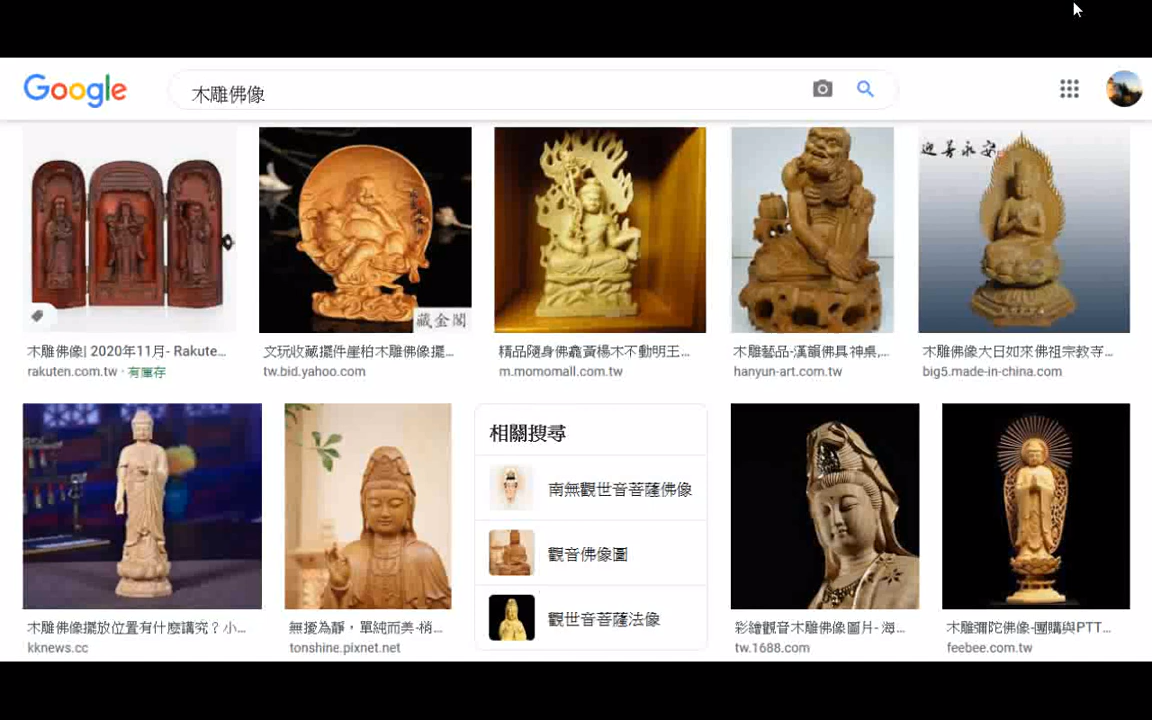 Google
木雕佛像
迎善永安
藏金閣
木雕佛像| 2020年11月- Rakute...
rakuten.com.tw · 有庫存
文玩收藏擺件崖柏木雕佛像擺...
tw.bid.yahoo.com
精品隨身佛龕黃楊木不動明王...
m.momomall.com.tw
木雕藝品-漢韻佛具神桌,...
hanyun-art.com.tw
木雕佛像大日如來佛祖宗教寺...
big5.made-in-china.com
相關搜尋
南無觀世音菩薩佛像
觀音佛像圖
觀世音菩薩法像
木雕佛像擺放位置有什麼講究？小...
kknews.cc
無擾為靜，單純而美-梢...
tonshine.pixnet.net
彩繪觀音木雕佛像圖片- 海...
tw.1688.com
木雕彌陀佛像-團購與PTT...
feebee.com.tw